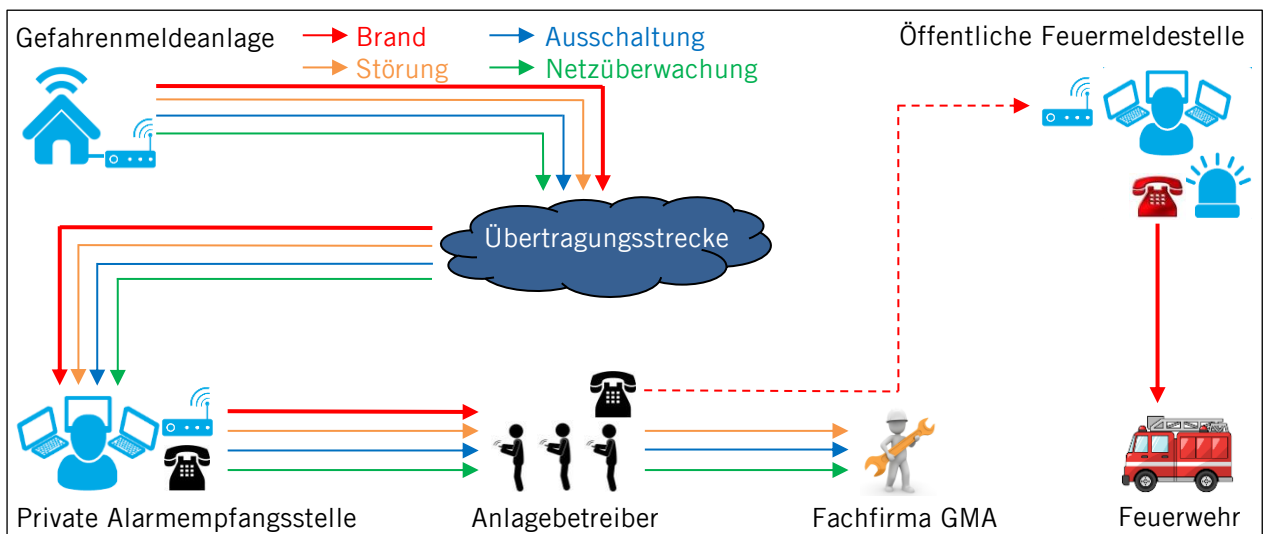 Gefahrenmeldeanlage
Brand
Ausschaltung
Öffentliche Feuermeldestelle
Störung
Netzüberwachung
Übertragungsstrecke
Private Alarmempfangsstelle
Anlagebetreiber
Fachfirma GMA
Feuerwehr